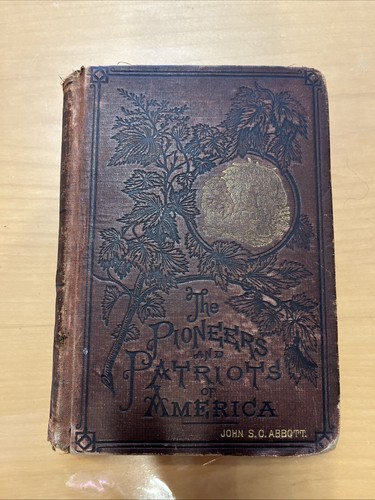 The
PIONEERS
AND
PATRIOTS
OF
AMERICA
JOHN S. C. ABBOTT.